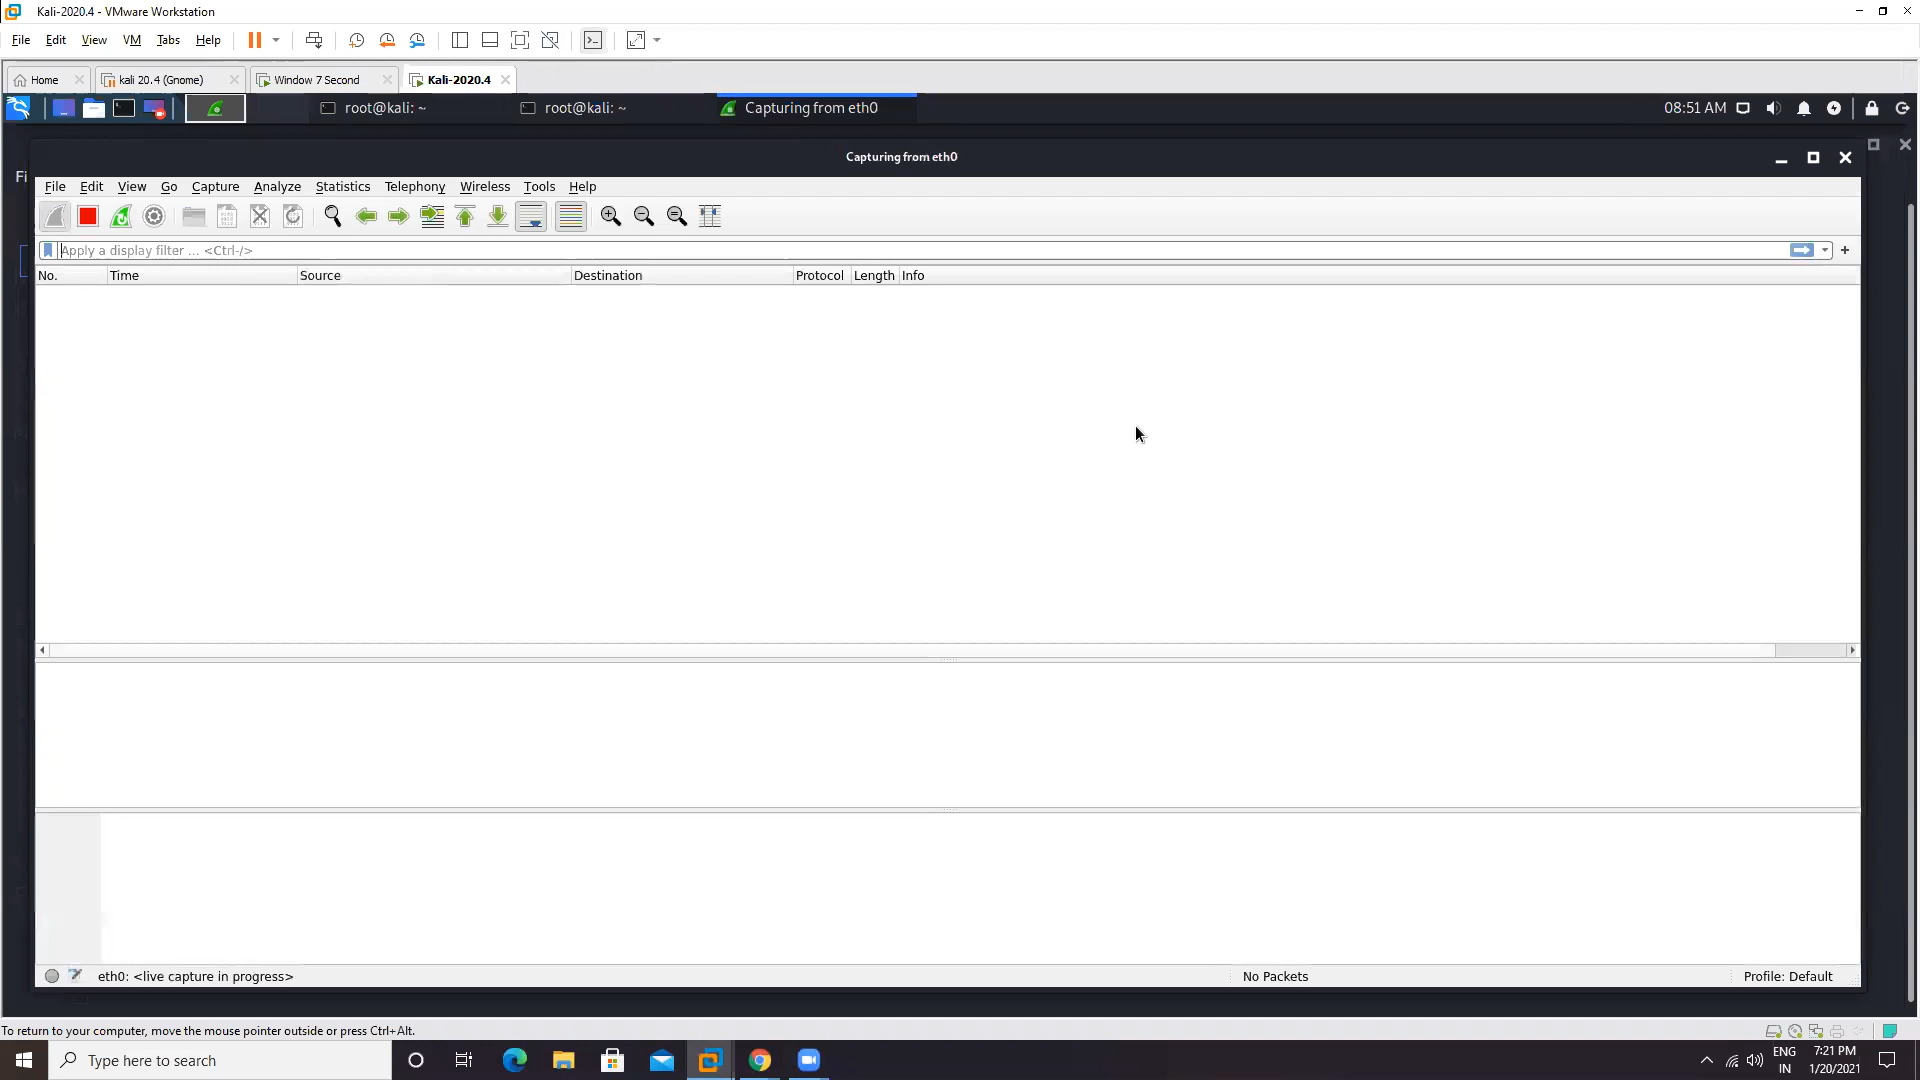 Kali-2020.4 - VMware Workstation
File Edit View VM Tabs Help
Home kali 20.4 (Gnome) Window 7 Second Kali-2020.4
root@kali: ~ root@kali: ~ Capturing from eth0 08:51 AM
Capturing from eth0
Fi
File Edit View Go Capture Analyze Statistics Telephony Wireless Tools Help
Apply a display filter ... <Ctrl-/>
No. Time Source Destination Protocol Length Info
eth0: <live capture in progress> No Packets Profile: Default
To return to your computer, move the mouse pointer outside or press Ctrl+Alt.
Type here to search ENG 7:21 PM
IN 1/20/2021